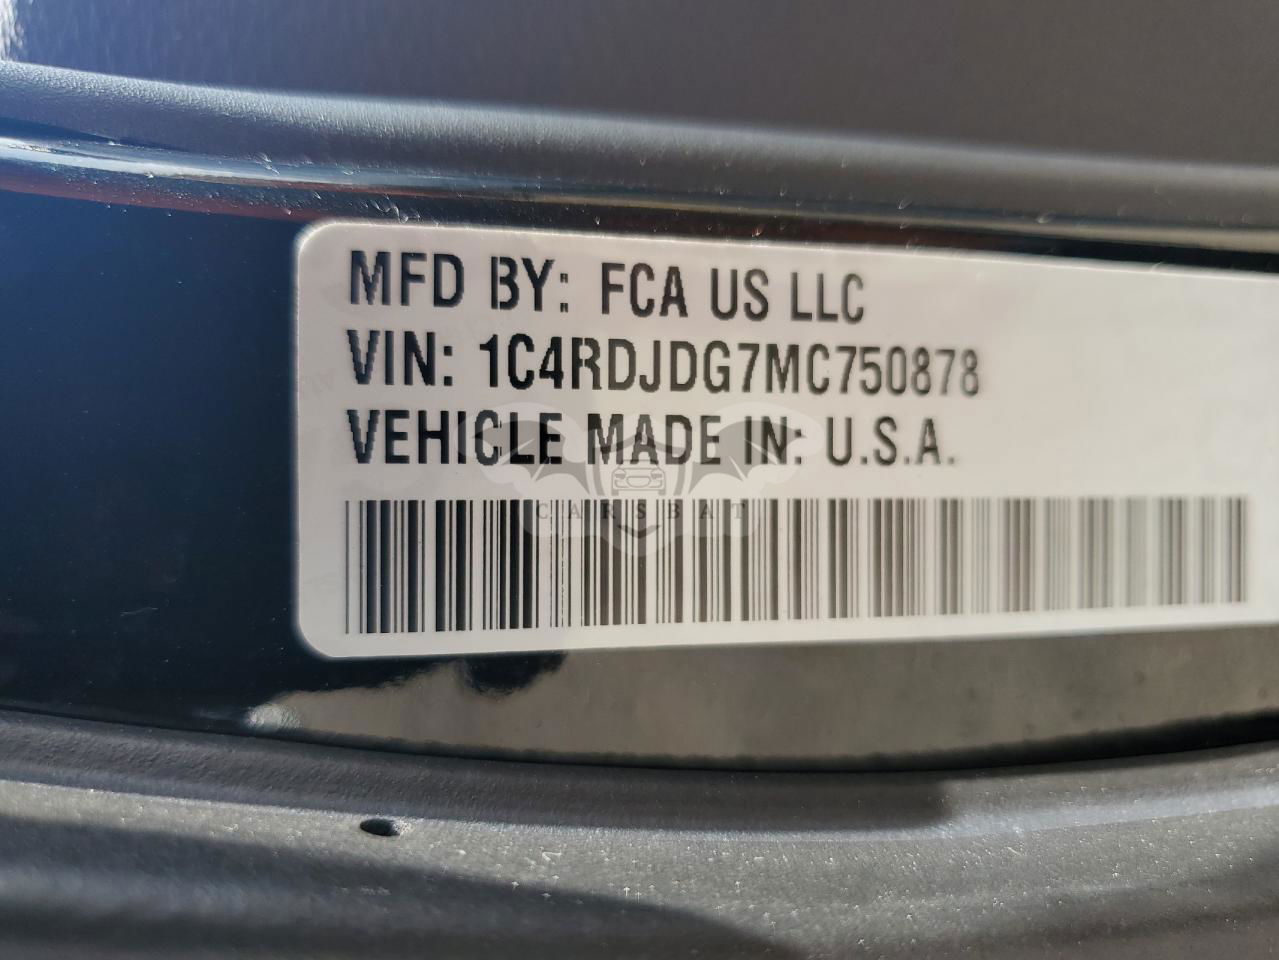 MFD BY: FCA US LLC
VIN: 1C4RDJDG7MC750878
VEHICLE MADE IN: U.S.A.
CARSBAT